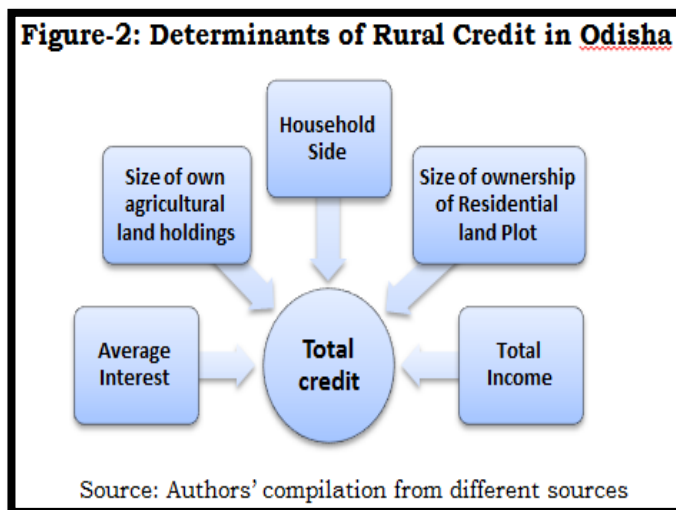 Figure-2: Determinants of Rural Credit in Odisha
Household
Side
Size of own
agricultural
land holdings
Size of ownership
of Residential
land Plot
Average
Interest
Total
credit
Total
Income
Source: Authors' compilation from different sources